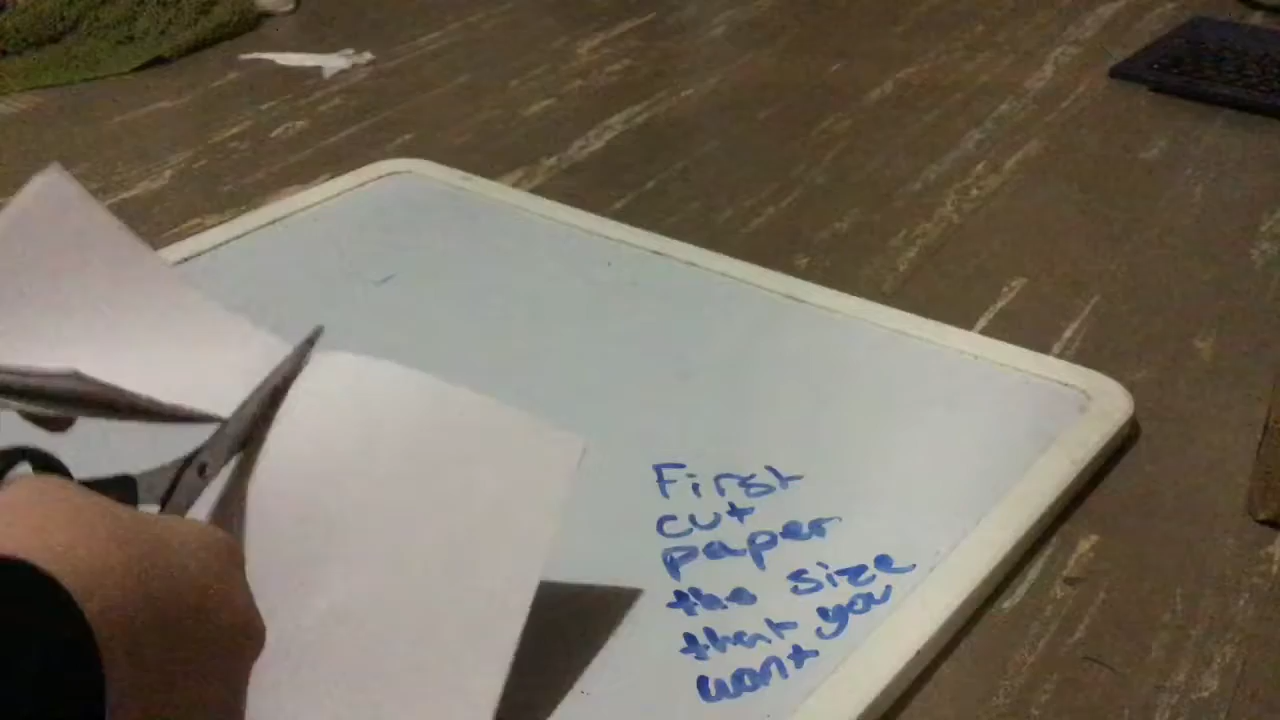 First
cut
paper
the size
that you
want